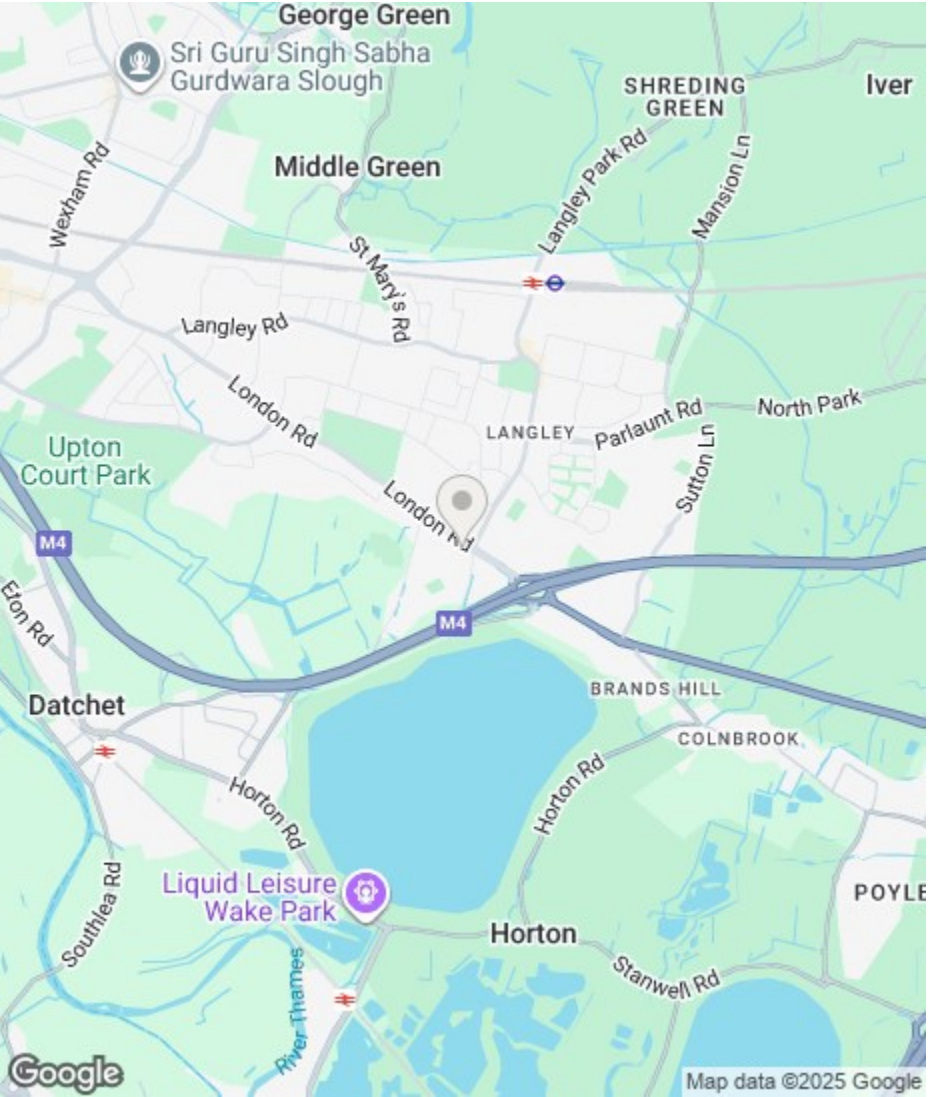 George Green
Sri Guru Singh Sabha
Gurdwara Slough
SHREDING
GREEN
Iver
Wexham Rd
Middle Green
Langley Park Rd
Mansion Ln
St Mary's Rd
Langley Rd
London Rd
LANGLEY
Parlaunt Rd
North Park
Upton
Court Park
Sutton Ln
London Rd
M4
Eton Rd
M4
BRANDS HILL
Datchet
COLNBROOK
Horton Rd
Horton Rd
Liquid Leisure
Wake Park
Southlea Rd
POYLE
Horton
Stanwell Rd
River Thames
Google
Map data ©2025 Google